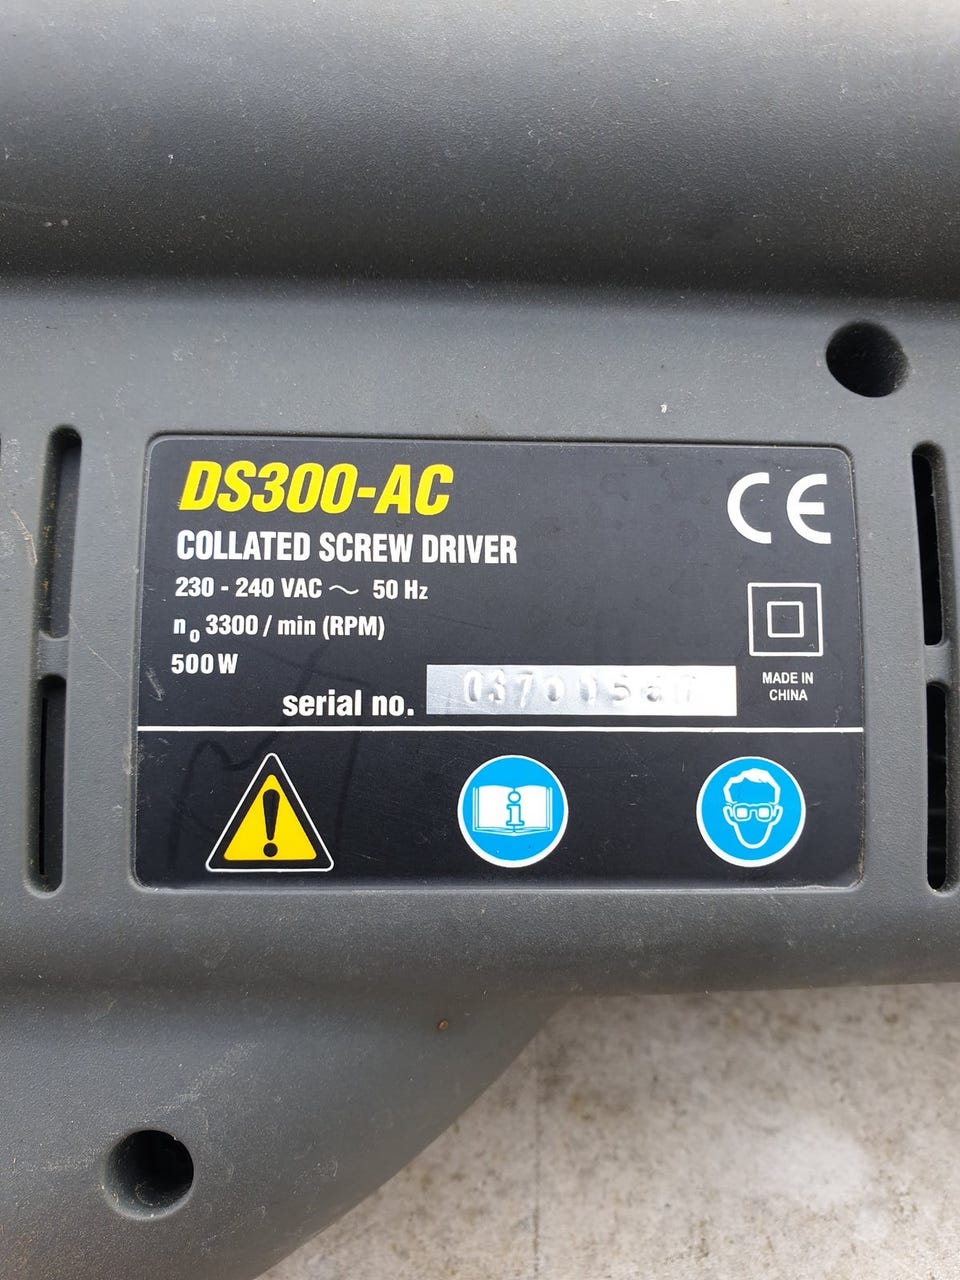 DS300-AC
CE
COLLATED SCREW DRIVER
230 - 240 VAC ~ 50 Hz
n₀ 3300 / min (RPM)
500 W
serial no.
MADE IN
CHINA
i